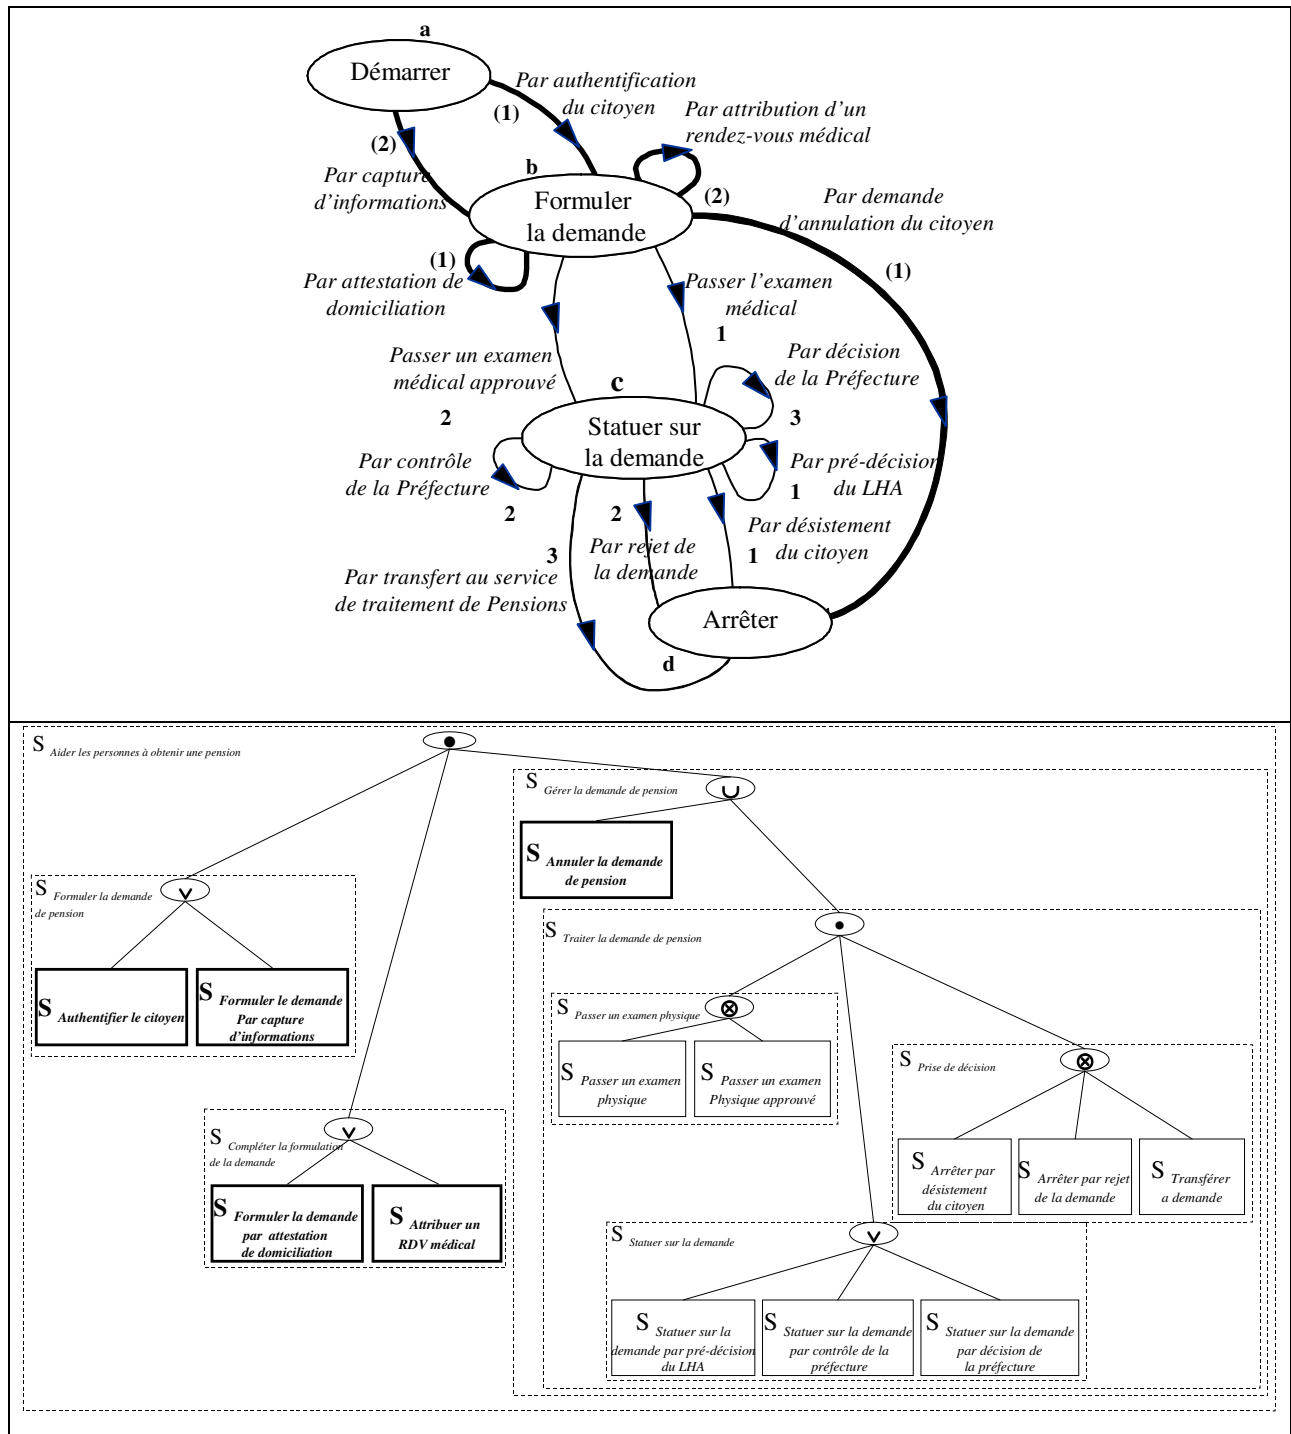 a
Démarrer
Par authentification
du citoyen
(1)
Par attribution d'un
rendez-vous médical
(2)
Par capture
d'informations
b
Formuler
la demande
(2)
Par demande
d'annulation du citoyen
(1)
(1)
Par attestation de
domiciliation
Passer l'examen
médical
1
Passer un examen
médical approuvé
2
c
Par décision
de la Préfecture
3
Statuer sur
la demande
Par contrôle
de la Préfecture
2
Par pré-décision
du LHA
1
2
Par désistement
du citoyen
1
3
Par rejet de
la demande
Par transfert au service
de traitement de Pensions
Arrêter
d
S Aider les personnes à obtenir une pension
•
S Gérer la demande de pension
∪
S Annuler la demande
de pension
S Formuler la demande
de pension
v
S Traiter la demande de pension
•
S Authentifier le citoyen
S Formuler le demande
Par capture
d'informations
S Passer un examen physique
⊗
S Passer un examen
physique
S Passer un examen
Physique approuvé
S Prise de décision
⊗
S Compléter la formulation
de la demande
v
S Arrêter par
désistement
du citoyen
S Arrêter par rejet
de la demande
S Transférer
a demande
S Formuler la demande
par attestation
de domiciliation
S Attribuer un
RDV médical
S Statuer sur la demande
v
S Statuer sur la
demande par pré-décision
du LHA
S Statuer sur la demande
par contrôle de la
préfecture
S Statuer sur la demande
par décision de
la préfecture